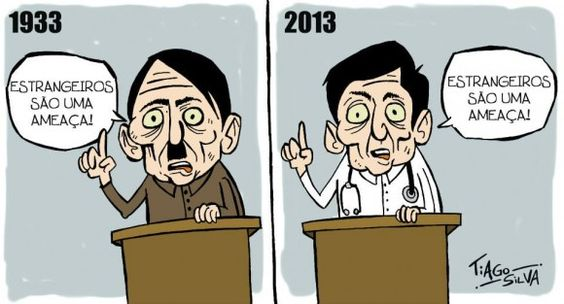 1933
ESTRANGEIROS
SÃO UMA
AMEAÇA!
2013
ESTRANGEIROS
SÃO UMA
AMEAÇA!
TIAGO
SILVA